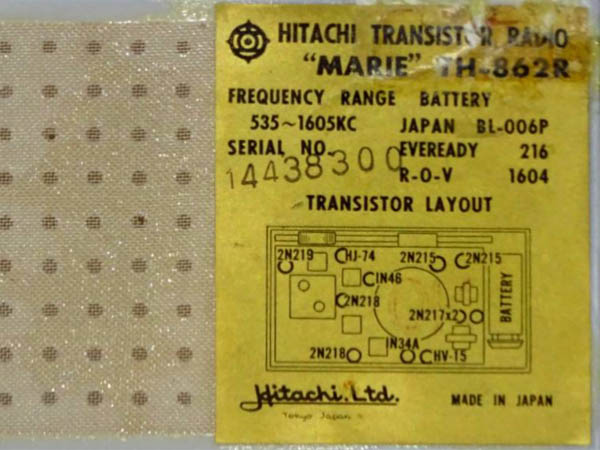 HITACHI TRANSISTOR RADIO
"MARIE" TH-862R
FREQUENCY RANGE BATTERY
535~1605KC JAPAN BL-006P
SERIAL NO. EVEREADY 216
14438300 R-O-V 1604
TRANSISTOR LAYOUT
2N219 HJ-74 2N215 2N215
IN46
2N218 BATTERY
2N217x2
IN34A
2N218 HV-15
Hitachi, Ltd. MADE IN JAPAN
Tokyo Japan